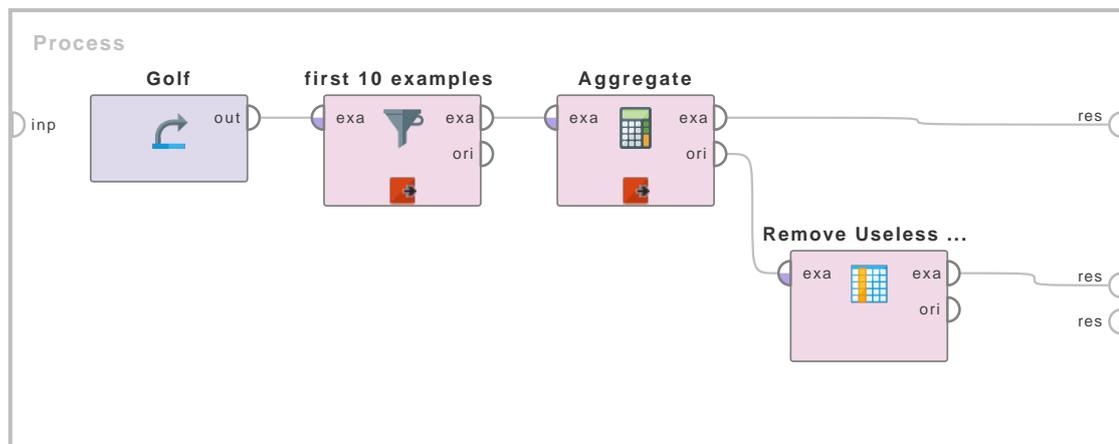 Process
Golf
first 10 examples
Aggregate
inp
out
exa
exa
ori
exa
exa
ori
res
Remove Useless ...
exa
exa
ori
res
res